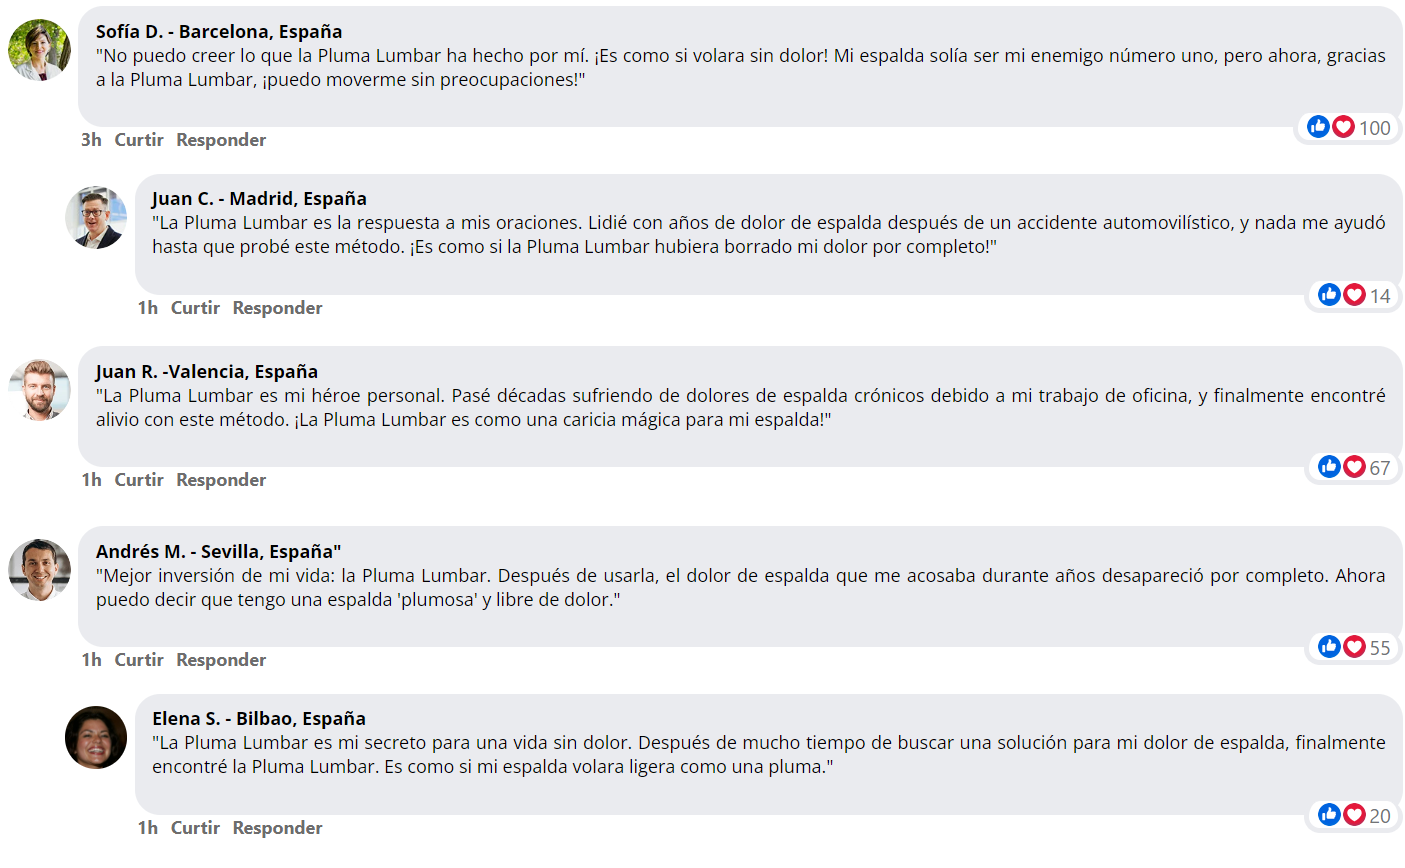 Sofía D. - Barcelona, España
"No puedo creer lo que la Pluma Lumbar ha hecho por mí. ¡Es como si volara sin dolor! Mi espalda solía ser mi enemigo número uno, pero ahora, gracias
a la Pluma Lumbar, ¡puedo moverme sin preocupaciones!"
100
3h Curtir Responder
Juan C. - Madrid, España
"La Pluma Lumbar es la respuesta a mis oraciones. Lidié con años de dolor de espalda después de un accidente automovilístico, y nada me ayudó
hasta que probé este método. ¡Es como si la Pluma Lumbar hubiera borrado mi dolor por completo!"
14
1h Curtir Responder
Juan R. -Valencia, España
"La Pluma Lumbar es mi héroe personal. Pasé décadas sufriendo de dolores de espalda crónicos debido a mi trabajo de oficina, y finalmente encontré
alivio con este método. ¡La Pluma Lumbar es como una caricia mágica para mi espalda!"
67
1h Curtir Responder
Andrés M. - Sevilla, España"
"Mejor inversión de mi vida: la Pluma Lumbar. Después de usarla, el dolor de espalda que me acosaba durante años desapareció por completo. Ahora
puedo decir que tengo una espalda 'plumosa' y libre de dolor."
55
1h Curtir Responder
Elena S. - Bilbao, España
"La Pluma Lumbar es mi secreto para una vida sin dolor. Después de mucho tiempo de buscar una solución para mi dolor de espalda, finalmente
encontré la Pluma Lumbar. Es como si mi espalda volara ligera como una pluma."
20
1h Curtir Responder